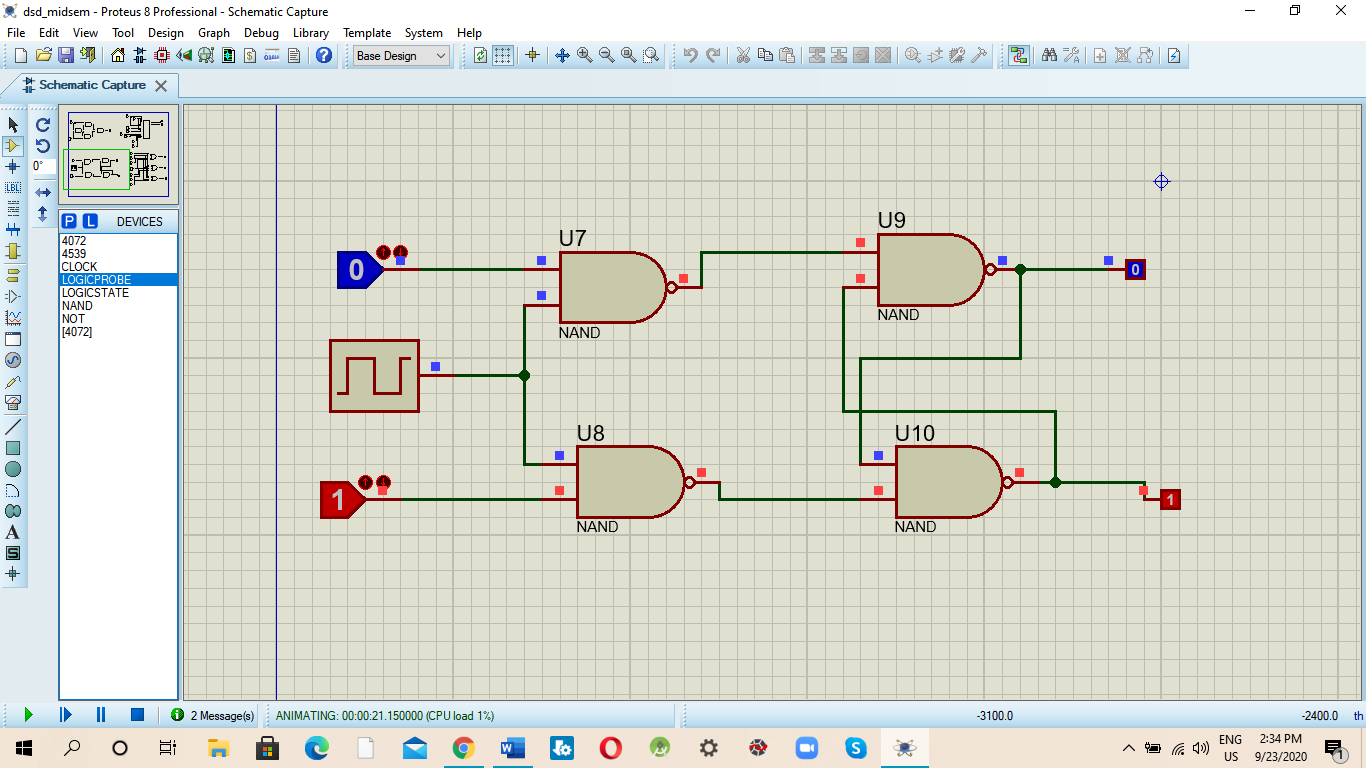 dsd_midsem - Proteus 8 Professional - Schematic Capture
File Edit View Tool Design Graph Debug Library Template System Help
Base Design
Schematic Capture
P L DEVICES
4072
4539
CLOCK
LOGICPROBE
LOGICSTATE
NAND
NOT
[4072]
0°
LBL
A
S
U7
NAND
U9
NAND
U8
NAND
U10
NAND
0
1
0
1
2 Message(s)
ANIMATING: 00:00:21.150000 (CPU load 1%)
-3100.0
-2400.0
th
ENG
US
2:34 PM
9/23/2020
1